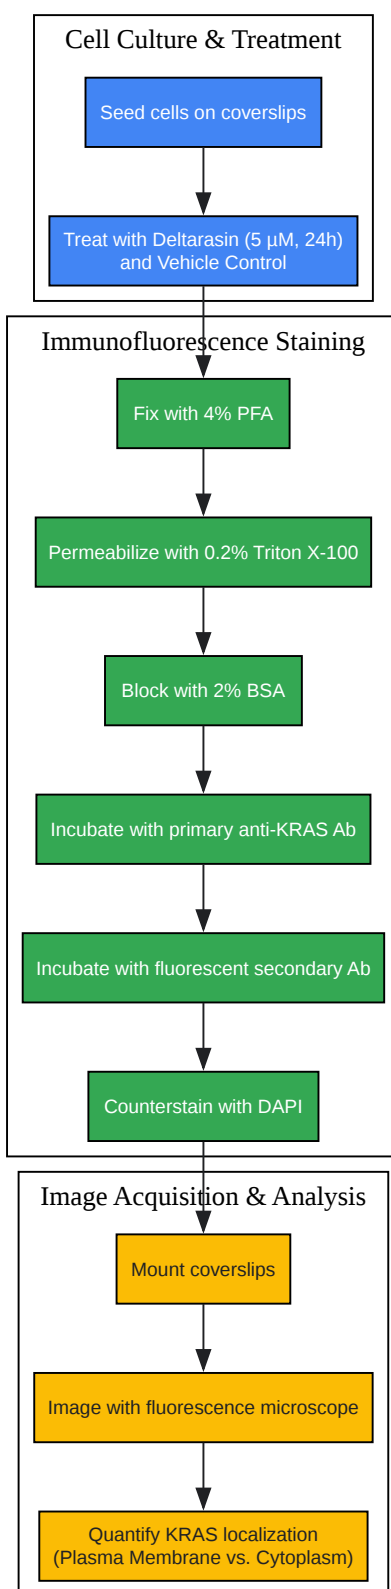 Cell Culture & Treatment
Seed cells on coverslips
Treat with Deltarasin (5 µM, 24h)
and Vehicle Control
Immunofluorescence Staining
Fix with 4% PFA
Permeabilize with 0.2% Triton X-100
Block with 2% BSA
Incubate with primary anti-KRAS Ab
Incubate with fluorescent secondary Ab
Counterstain with DAPI
Image Acquisition & Analysis
Mount coverslips
Image with fluorescence microscope
Quantify KRAS localization
(Plasma Membrane vs. Cytoplasm)